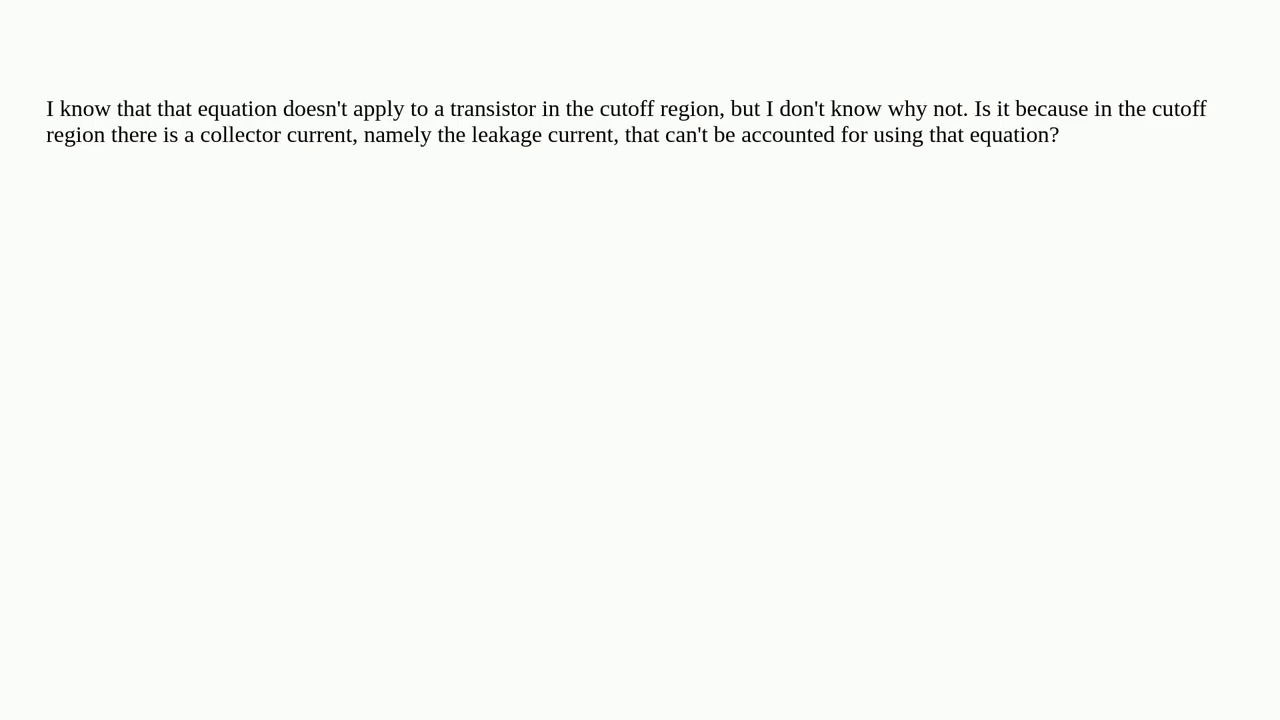 I know that that equation doesn't apply to a transistor in the cutoff region, but I don't know why not. Is it because in the cutoff
region there is a collector current, namely the leakage current, that can't be accounted for using that equation?